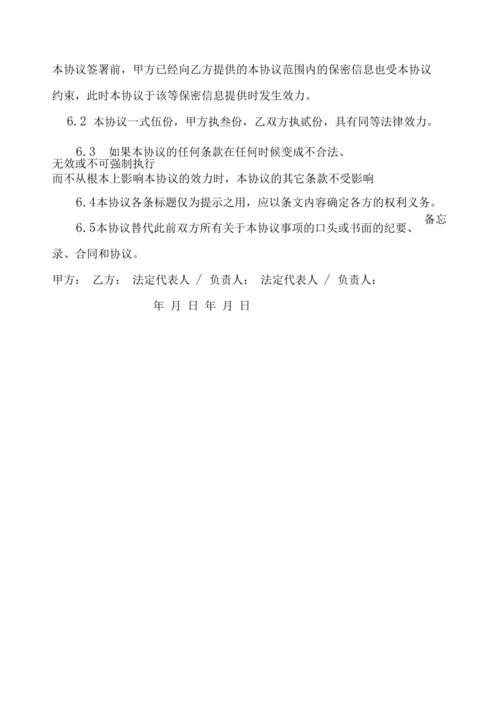 本协议签署前，甲方已经向乙方提供的本协议范围内的保密信息也受本协议
约束，此时本协议于该等保密信息提供时发生效力。
6.2 本协议一式伍份，甲方执叁份，乙双方执贰份，具有同等法律效力。
6.3 如果本协议的任何条款在任何时候变成不合法、
无效或不可强制执行
而不从根本上影响本协议的效力时，本协议的其它条款不受影响
6.4本协议各条标题仅为提示之用，应以条文内容确定各方的权利义务。
6.5本协议替代此前双方所有关于本协议事项的口头或书面的纪要、
备忘
录、合同和协议。
甲方： 乙方： 法定代表人 / 负责人： 法定代表人 / 负责人：
年 月 日 年 月 日